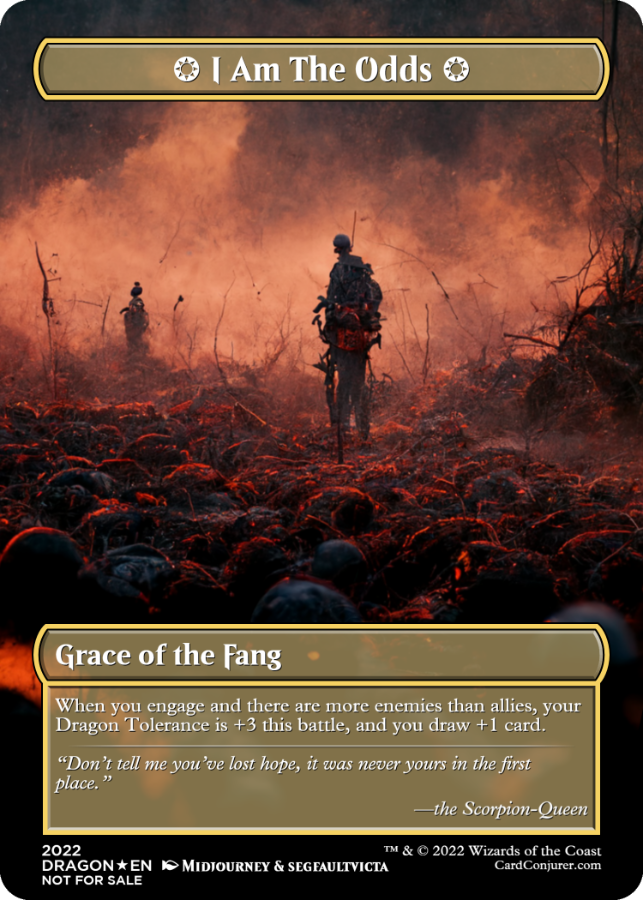 I Am The Odds
Grace of the Fang
When you engage and there are more enemies than allies, your
Dragon Tolerance is +3 this battle, and you draw +1 card.
“Don’t tell me you’ve lost hope, it was never yours in the first
place.”
—the Scorpion-Queen
2022
DRAGON★EN MIDJOURNEY & SEGFAULTVICTA
NOT FOR SALE
™ & © 2022 Wizards of the Coast
CardConjurer.com